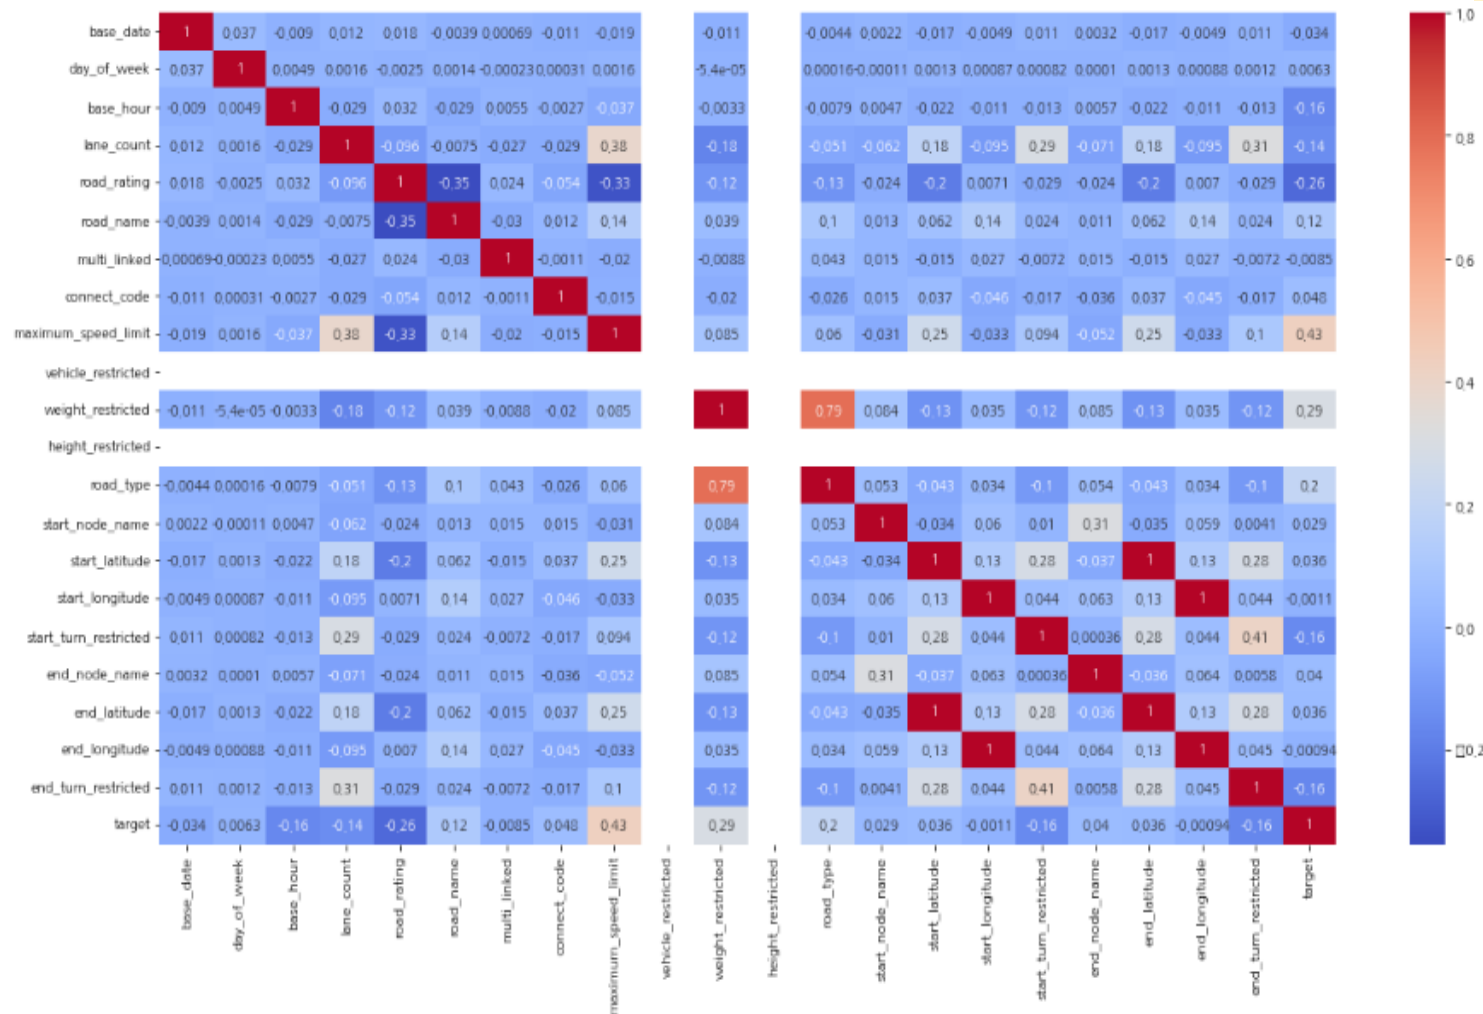 base_date 1 0.037 -0.009 0.012 0.018 -0.0039 0.00069 -0.011 -0.019 -0.011 -0.0044 0.0022 -0.017 -0.0049 0.011 0.0032 -0.017 -0.0049 0.011 -0.034
day_of_week 0.037 1 0.0049 0.0016 -0.0025 0.0014 -0.00023 0.00031 0.0016 -5.4e-05 0.00016 -0.00011 0.0013 0.00087 0.00082 0.0001 0.0013 0.00088 0.0012 0.0063
base_hour -0.009 0.0049 1 -0.029 0.032 -0.029 0.0055 -0.0027 -0.037 -0.0033 -0.0079 0.0047 -0.022 -0.011 -0.013 0.0057 -0.022 -0.011 -0.013 -0.16
lane_count 0.012 0.0016 -0.029 1 -0.096 -0.0075 -0.027 -0.029 0.38 -0.18 -0.051 -0.062 0.18 -0.095 0.29 -0.071 0.18 -0.095 0.31 -0.14
road_rating 0.018 -0.0025 0.032 -0.096 1 -0.35 0.024 -0.054 -0.33 -0.12 -0.13 -0.024 -0.2 0.0071 -0.029 -0.024 -0.2 0.007 -0.029 -0.26
road_name -0.0039 0.0014 -0.029 -0.0075 -0.35 1 -0.03 0.012 0.14 0.039 0.1 0.013 0.062 0.14 0.024 0.011 0.062 0.14 0.024 0.12
multi_linked 0.00069 -0.00023 0.0055 -0.027 0.024 -0.03 1 -0.0011 -0.02 -0.0088 0.043 0.015 -0.015 0.027 -0.0072 0.015 -0.015 0.027 -0.0072 -0.0085
connect_code -0.011 0.00031 -0.0027 -0.029 -0.054 0.012 -0.0011 1 -0.015 -0.02 -0.026 0.015 0.037 -0.046 -0.017 -0.036 0.037 -0.045 -0.017 0.048
maximum_speed_limit -0.019 0.0016 -0.037 0.38 -0.33 0.14 -0.02 -0.015 1 0.085 0.06 -0.031 0.25 -0.033 0.094 -0.052 0.25 -0.033 0.1 0.43
vehicle_restricted
weight_restricted -0.011 -5.4e-05 -0.0033 -0.18 -0.12 0.039 -0.0088 -0.02 0.085 1 0.79 0.084 -0.13 0.035 -0.12 0.085 -0.13 0.035 -0.12 0.29
height_restricted
road_type -0.0044 0.00016 -0.0079 -0.051 -0.13 0.1 0.043 -0.026 0.06 0.79 1 0.053 -0.043 0.034 -0.1 0.054 -0.043 0.034 -0.1 0.2
start_node_name 0.0022 -0.00011 0.0047 -0.062 -0.024 0.013 0.015 0.015 -0.031 0.084 0.053 1 -0.034 0.06 0.01 0.31 -0.035 0.059 0.0041 0.029
start_latitude -0.017 0.0013 -0.022 0.18 -0.2 0.062 -0.015 0.037 0.25 -0.13 -0.043 -0.034 1 0.13 0.28 -0.037 1 0.13 0.28 0.036
start_longitude -0.0049 0.00087 -0.011 -0.095 0.0071 0.14 0.027 -0.046 -0.033 0.035 0.034 0.06 0.13 1 0.044 0.063 0.13 1 0.044 -0.0011
start_turn_restricted 0.011 0.00082 -0.013 0.29 -0.029 0.024 -0.0072 -0.017 0.094 -0.12 -0.1 0.01 0.28 0.044 1 0.00036 0.28 0.044 0.41 -0.16
end_node_name 0.0032 0.0001 0.0057 -0.071 -0.024 0.011 0.015 -0.036 -0.052 0.085 0.054 0.31 -0.037 0.063 0.00036 1 -0.036 0.064 0.0058 0.04
end_latitude -0.017 0.0013 -0.022 0.18 -0.2 0.062 -0.015 0.037 0.25 -0.13 -0.043 -0.035 1 0.13 0.28 -0.036 1 0.13 0.28 0.036
end_longitude -0.0049 0.00088 -0.011 -0.095 0.007 0.14 0.027 -0.045 -0.033 0.035 0.034 0.059 0.13 1 0.044 0.064 0.13 1 0.045 -0.00094
end_turn_restricted 0.011 0.0012 -0.013 0.31 -0.029 0.024 -0.0072 -0.017 0.1 -0.12 -0.1 0.0041 0.28 0.044 0.41 0.0058 0.28 0.045 1 -0.16
target -0.034 0.0063 -0.16 -0.14 -0.26 0.12 -0.0085 0.048 0.43 0.29 0.2 0.029 0.036 -0.0011 -0.16 0.04 0.036 -0.00094 -0.16 1
base_date
day_of_week
base_hour
lane_count
road_rating
road_name
multi_linked
connect_code
maximum_speed_limit
vehicle_restricted
weight_restricted
height_restricted
road_type
start_node_name
start_latitude
start_longitude
start_turn_restricted
end_node_name
end_latitude
end_longitude
end_turn_restricted
target
1.0
0.8
0.6
0.4
0.2
0.0
□0.2